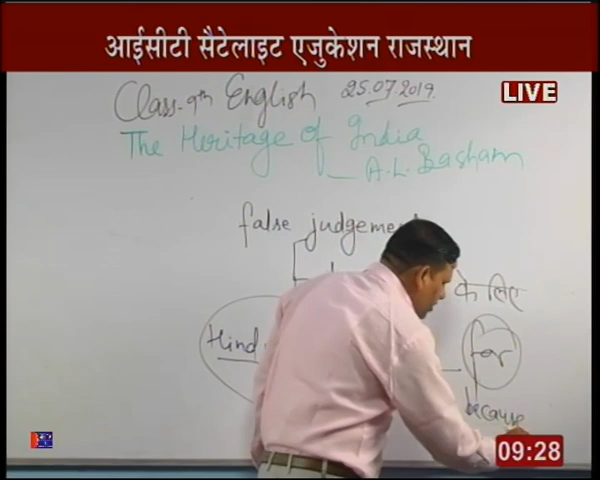 आईसीटी सैटेलाइट एजुकेशन राजस्थान
LIVE
Class-9th English 25.07.2019
The Heritage of India
— A.L. Basham
false judgement
के लिए
Hind
for
because
09:28